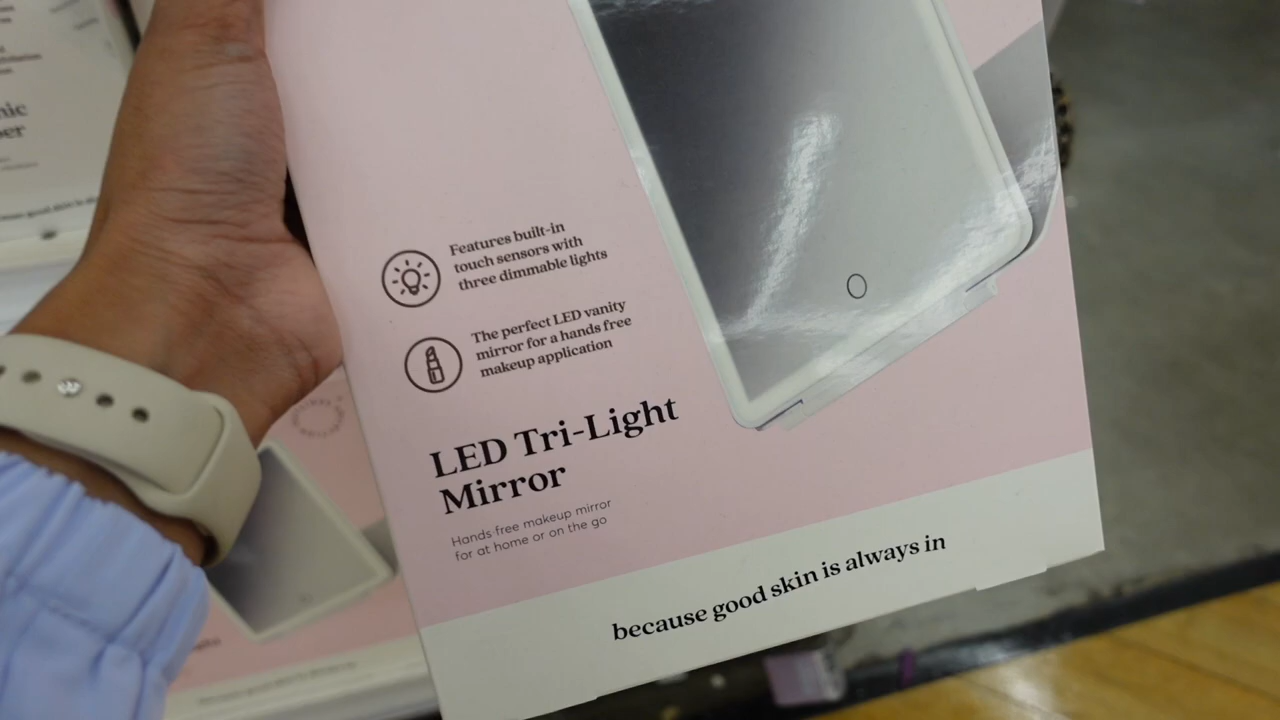 Features built-in
touch sensors with
three dimmable lights
The perfect LED vanity
mirror for a hands free
makeup application
LED Tri-Light
Mirror
Hands-free makeup mirror
for at home or on the go
because good skin is always in